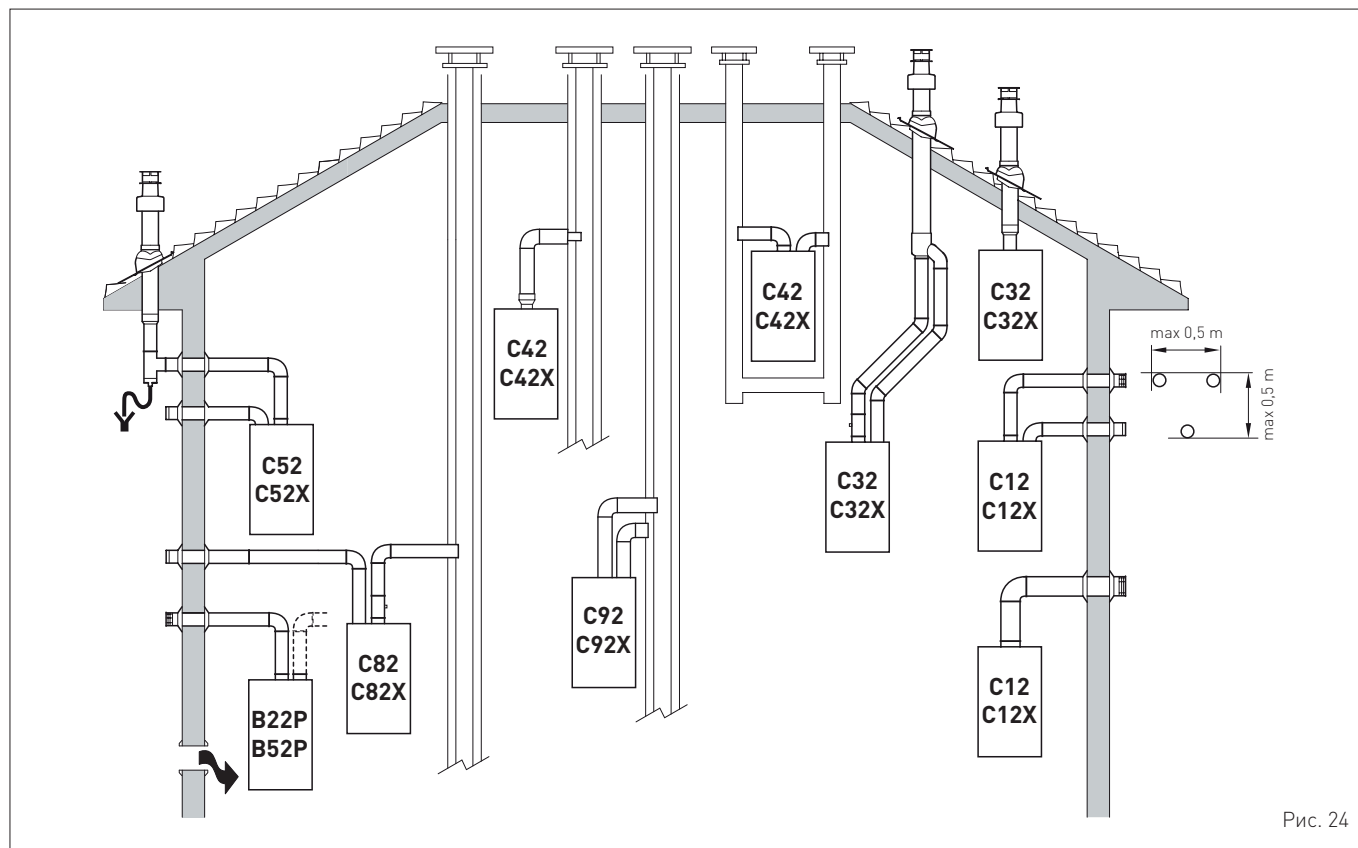 C42
C42X
C42
C42X
C32
C32X
max 0,5 m
max 0,5 m
C52
C52X
C32
C32X
C12
C12X
C92
C92X
C82
C82X
B22P
B52P
C12
C12X
Рис. 24